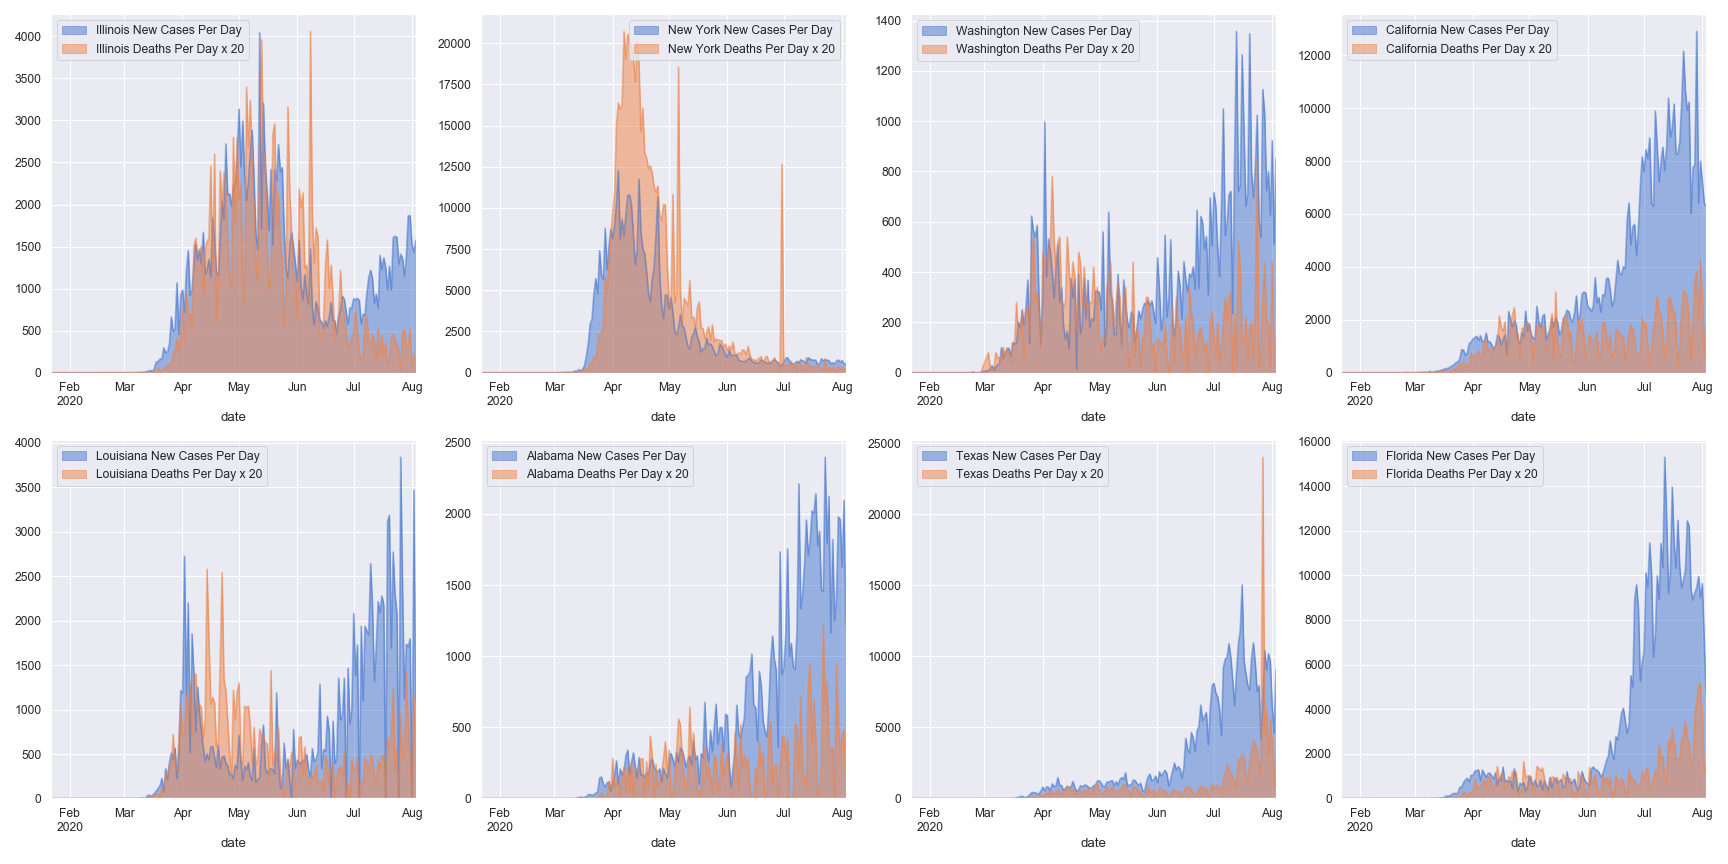 Illinois New Cases Per Day
Illinois Deaths Per Day x 20
4000
3500
3000
2500
2000
1500
1000
500
0
Feb Mar Apr May Jun Jul Aug
2020
date
New York New Cases Per Day
New York Deaths Per Day x 20
20000
17500
15000
12500
10000
7500
5000
2500
0
Feb Mar Apr May Jun Jul Aug
2020
date
Washington New Cases Per Day
Washington Deaths Per Day x 20
1400
1200
1000
800
600
400
200
0
Feb Mar Apr May Jun Jul Aug
2020
date
California New Cases Per Day
California Deaths Per Day x 20
12000
10000
8000
6000
4000
2000
0
Feb Mar Apr May Jun Jul Aug
2020
date
Louisiana New Cases Per Day
Louisiana Deaths Per Day x 20
4000
3500
3000
2500
2000
1500
1000
500
0
Feb Mar Apr May Jun Jul Aug
2020
date
Alabama New Cases Per Day
Alabama Deaths Per Day x 20
2500
2000
1500
1000
500
0
Feb Mar Apr May Jun Jul Aug
2020
date
Texas New Cases Per Day
Texas Deaths Per Day x 20
25000
20000
15000
10000
5000
0
Feb Mar Apr May Jun Jul Aug
2020
date
Florida New Cases Per Day
Florida Deaths Per Day x 20
16000
14000
12000
10000
8000
6000
4000
2000
0
Feb Mar Apr May Jun Jul Aug
2020
date